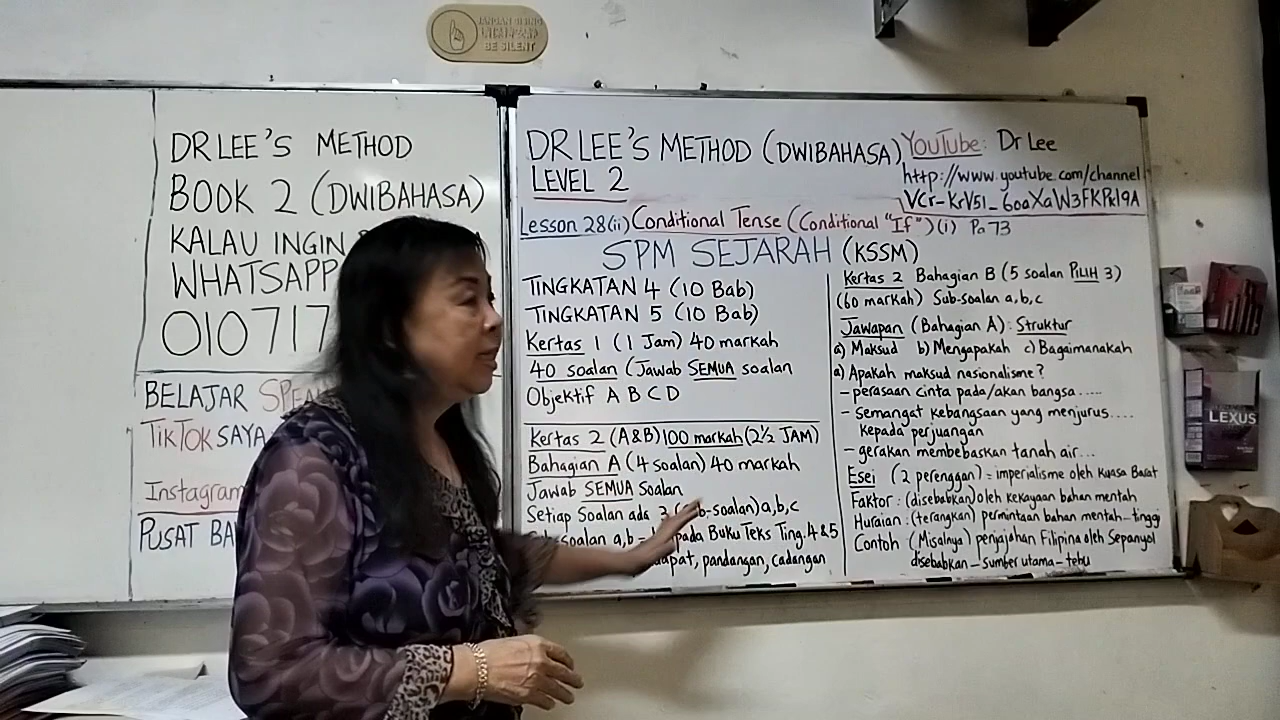 JANGAN BISING
BE SILENT
DR LEE'S METHOD
BOOK 2 (DWIBAHASA)
KALAU INGIN
WHATSAPP
010717
BELAJAR
TIKTOK SAYA
Instagram
PUSAT
DR LEE'S METHOD (DWIBAHASA)
LEVEL 2
YouTube: Dr Lee
http://www.youtube.com/channel
Lesson 28(ii) Conditional Tense (Conditional "If")(i) Pa 73
SPM SEJARAH (KSSM)
TINGKATAN 4 (10 Bab)
TINGKATAN 5 (10 Bab)
Kertas 1 (1 Jam) 40 markah
40 soalan (Jawab SEMUA soalan
Objektif A B C D
Kertas 2 (A&B) 100 markah (2½ JAM)
Bahagian A (4 soalan) 40 markah
Jawab SEMUA Soalan
Setiap Soalan ada 3 a,b,c
soalan a,b - Buku Teks Ting. 4 & 5
pandangan, cadangan
Kertas 2 Bahagian B (5 soalan PILIH 3)
(60 markah) Sub-soalan a,b,c
Jawapan (Bahagian A): Struktur
a) Maksud b) Mengapakah c) Bagaimanakah
a) Apakah maksud nasionalisme?
- perasaan cinta pada/akan bangsa.....
- Semangat kebangsaan yang menjurus....
kepada perjuangan
- gerakan membebaskan tanah air...
Esei (2 perenggan) = imperialisme oleh Kuasa Barat
Faktor: (disebabkan) oleh kekayaan bahan mentah
Huraian: (terangkan) permintaan bahan mentah - tinggi
Contoh (Misalnya) penjajahan Filipina oleh Sepanyol
disebabkan - sumber utama - tebu
LEXUS